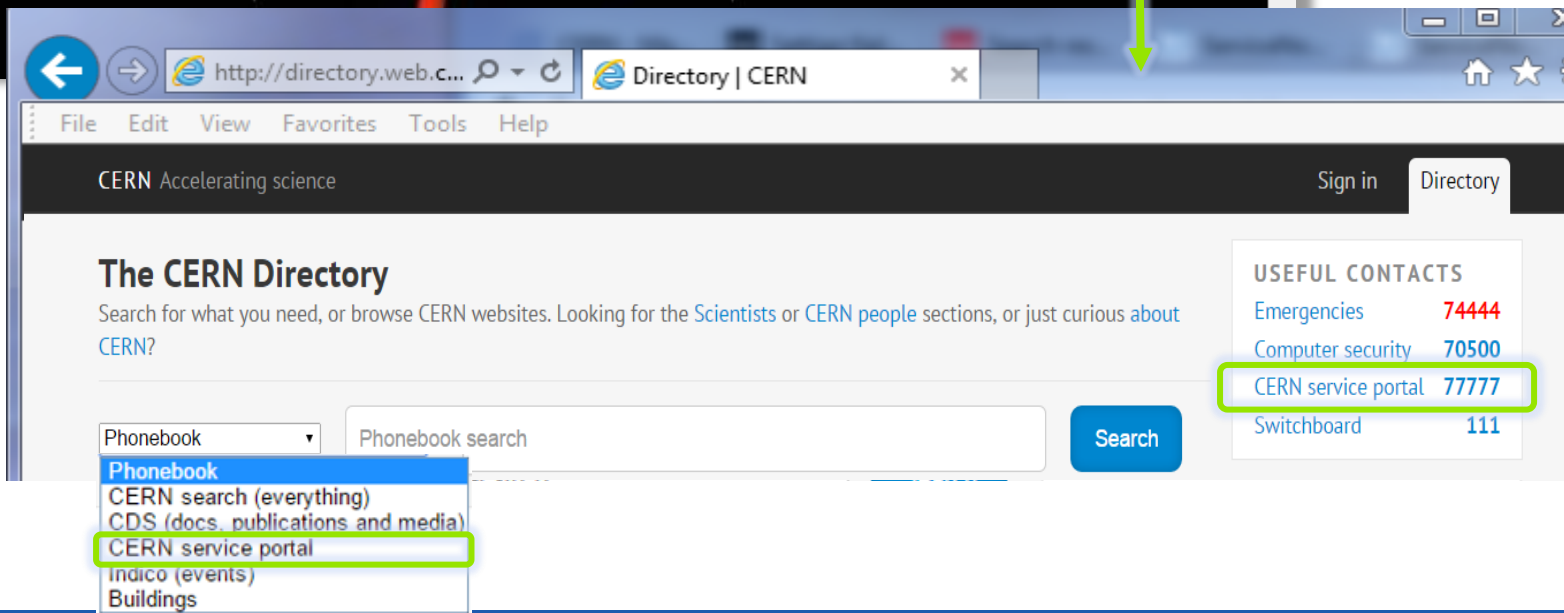 http://directory.web.c...
Directory | CERN
File Edit View Favorites Tools Help
CERN Accelerating science
Sign in
Directory
The CERN Directory
Search for what you need, or browse CERN websites. Looking for the Scientists or CERN people sections, or just curious about
CERN?
USEFUL CONTACTS
Emergencies 74444
Computer security 70500
CERN service portal 77777
Switchboard 111
Phonebook
Phonebook search
Search
Phonebook
CERN search (everything)
CDS (docs, publications and media)
CERN service portal
Indico (events)
Buildings